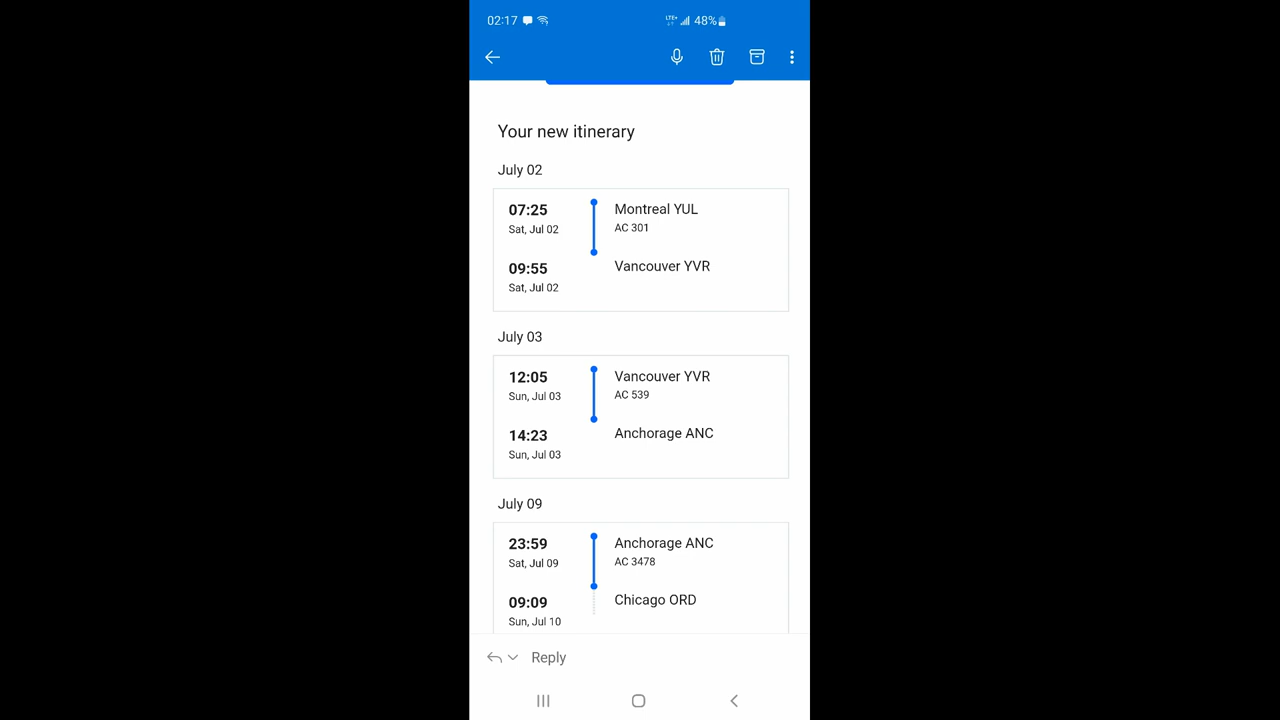 02:17 LTE+ 48%
Your new itinerary
July 02
07:25 Montreal YUL
Sat, Jul 02 AC 301
09:55 Vancouver YVR
Sat, Jul 02
July 03
12:05 Vancouver YVR
Sun, Jul 03 AC 539
14:23 Anchorage ANC
Sun, Jul 03
July 09
23:59 Anchorage ANC
Sat, Jul 09 AC 3478
09:09 Chicago ORD
Sun, Jul 10
Reply